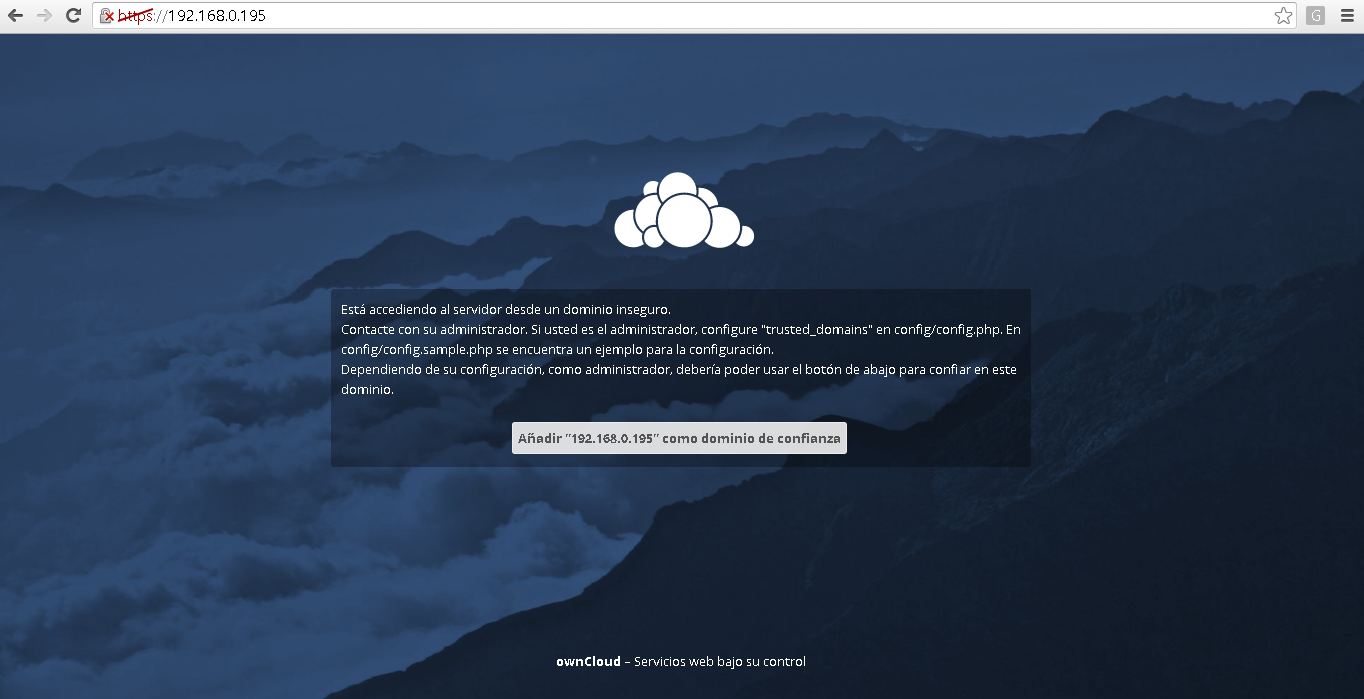 https://192.168.0.195
G
Está accediendo al servidor desde un dominio inseguro.
Contacte con su administrador. Si usted es el administrador, configure "trusted_domains" en config/config.php. En
config/config.sample.php se encuentra un ejemplo para la configuración.
Dependiendo de su configuración, como administrador, debería poder usar el botón de abajo para confiar en este
dominio.
Añadir "192.168.0.195" como dominio de confianza
ownCloud – Servicios web bajo su control